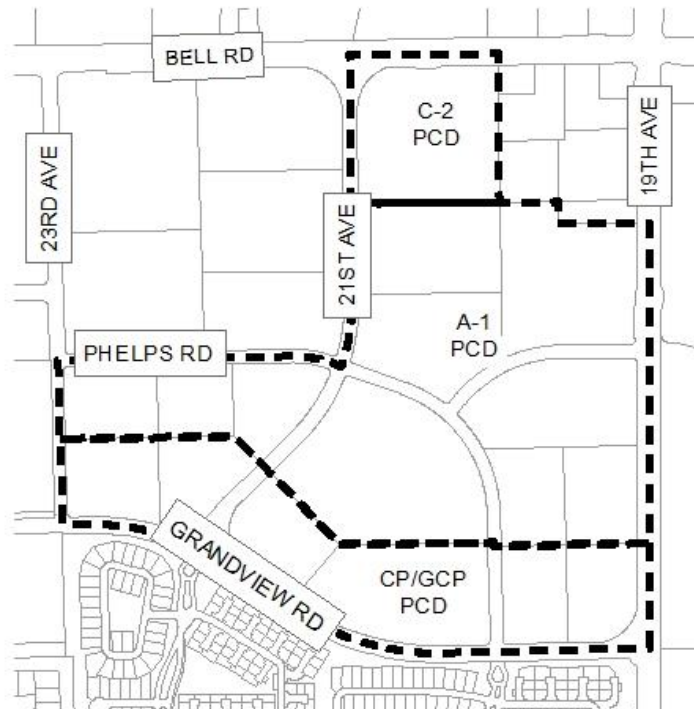 BELL RD
C-2
PCD
23RD AVE
19TH AVE
21ST AVE
A-1
PCD
PHELPS RD
GRANDVIEW RD
CP/GCP
PCD